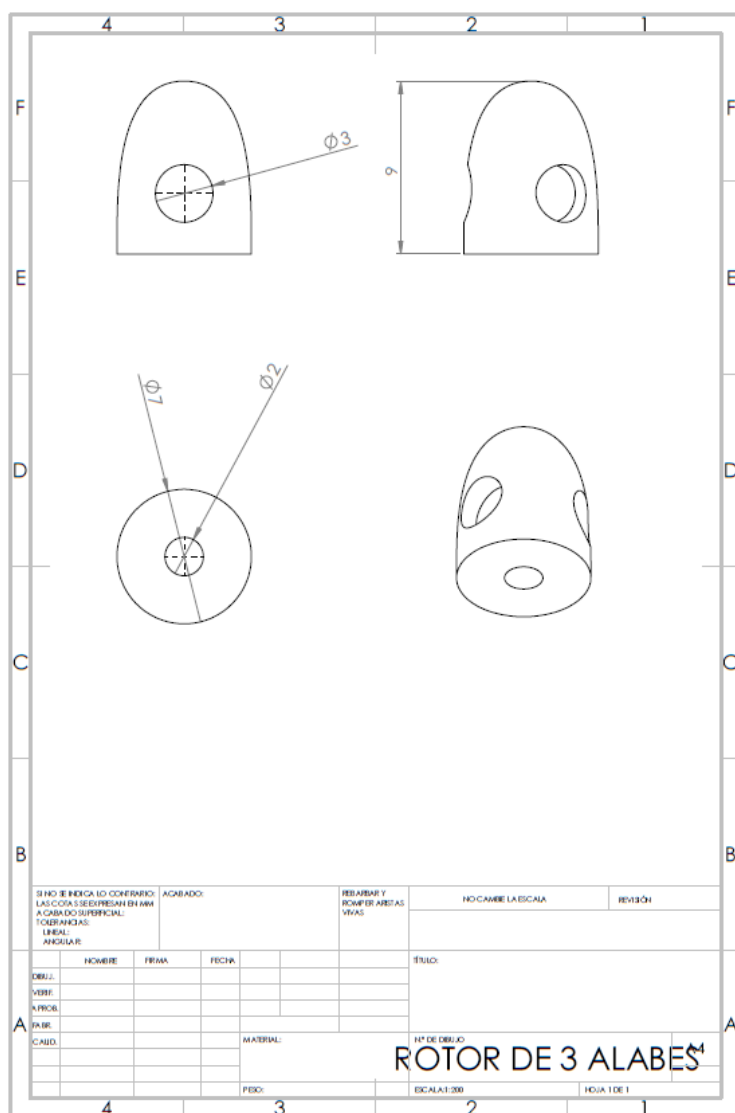 4 3 2 1
F F
Ø3
9
E E
Ø7 Ø2
D D
C C
B B
SI NO SE INDICA LO CONTRARIO:
LAS COTAS SE EXPRESAN EN MM
ACABADO SUPERFICIAL:
TOLERANCIAS:
LINEAL:
ANGULAR:
ACABADO:
REBARBAR Y
ROMPER ARISTAS
VIVAS
NO CAMBIE LA ESCALA
REVISIÓN
NOMBRE FIRMA FECHA
TÍTULO:
DIBUJ.
VERIF.
APROB.
FABR.
CALID.
A A
MATERIAL:
N.º DE DIBUJO
ROTOR DE 3 ALABES
A4
PESO:
ESCALA:1:200
HOJA 1 DE 1
4 3 2 1